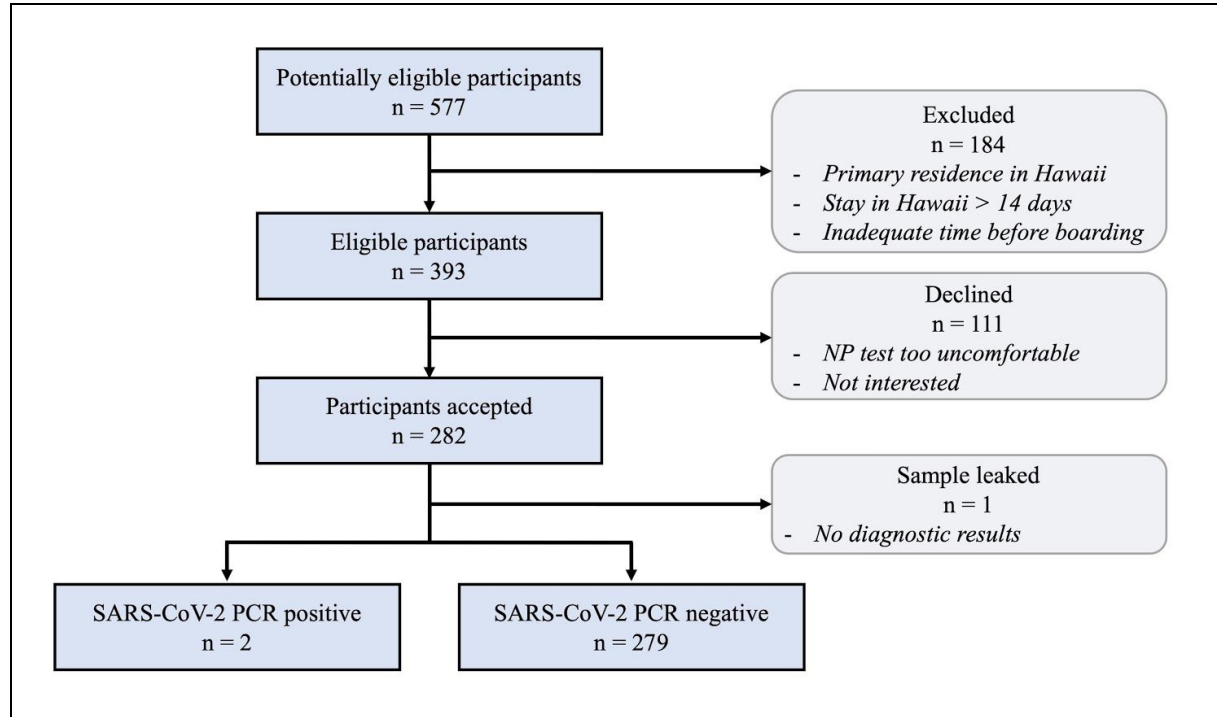 Potentially eligible participants
n = 577
Excluded
n = 184
- Primary residence in Hawaii
- Stay in Hawaii > 14 days
- Inadequate time before boarding
Eligible participants
n = 393
Declined
n = 111
- NP test too uncomfortable
- Not interested
Participants accepted
n = 282
Sample leaked
n = 1
- No diagnostic results
SARS-CoV-2 PCR positive
n = 2
SARS-CoV-2 PCR negative
n = 279